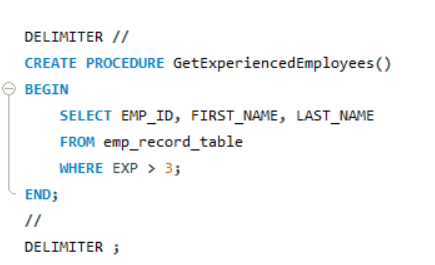 DELIMITER //
CREATE PROCEDURE GetExperiencedEmployees()
BEGIN
SELECT EMP_ID, FIRST_NAME, LAST_NAME
FROM emp_record_table
WHERE EXP > 3;
END;
//
DELIMITER ;